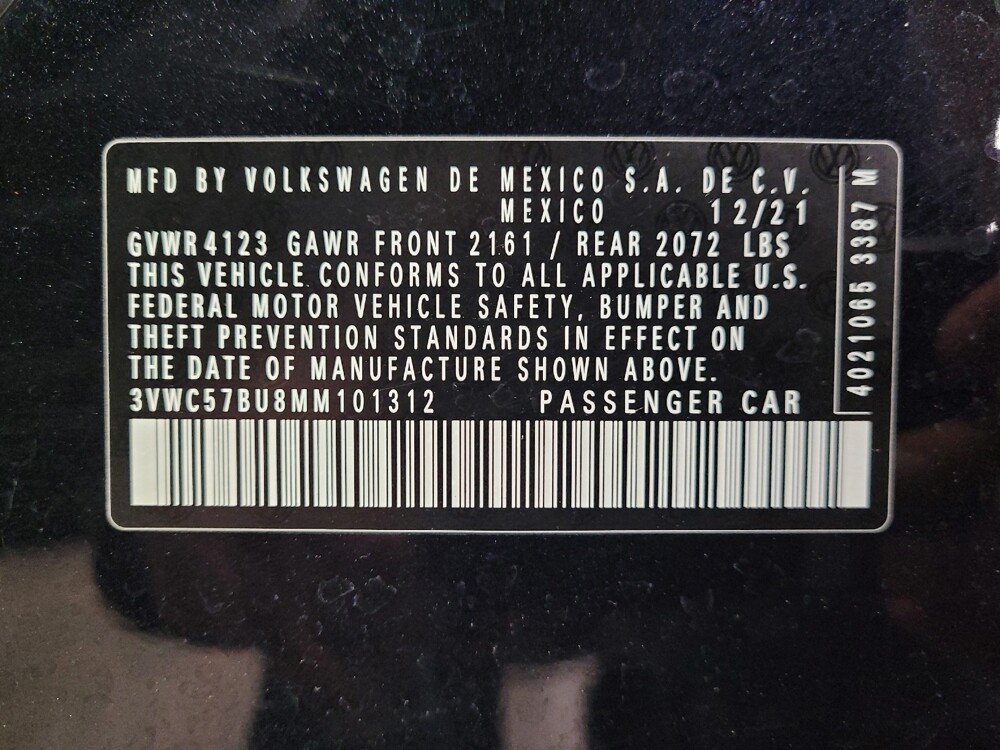 MFD BY VOLKSWAGEN DE MEXICO S.A. DE C.V.
MEXICO 12/21
GVWR 4123 GAWR FRONT 2161 / REAR 2072 LBS
THIS VEHICLE CONFORMS TO ALL APPLICABLE U.S.
FEDERAL MOTOR VEHICLE SAFETY, BUMPER AND
THEFT PREVENTION STANDARDS IN EFFECT ON
THE DATE OF MANUFACTURE SHOWN ABOVE.
3VWC57BU8MM101312 PASSENGER CAR
4021065 3387 M